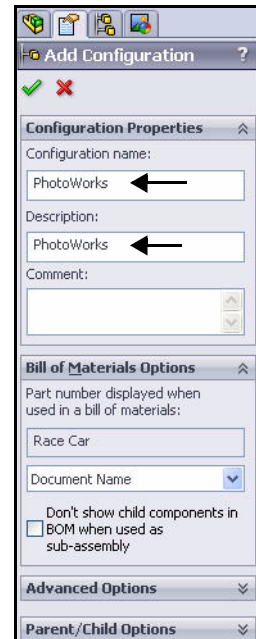 Add Configuration ?
Configuration Properties
Configuration name:
PhotoWorks
Description:
PhotoWorks
Comment:
Bill of Materials Options
Part number displayed when
used in a bill of materials:
Race Car
Document Name
Don't show child components in
BOM when used as
sub-assembly
Advanced Options
Parent/Child Options